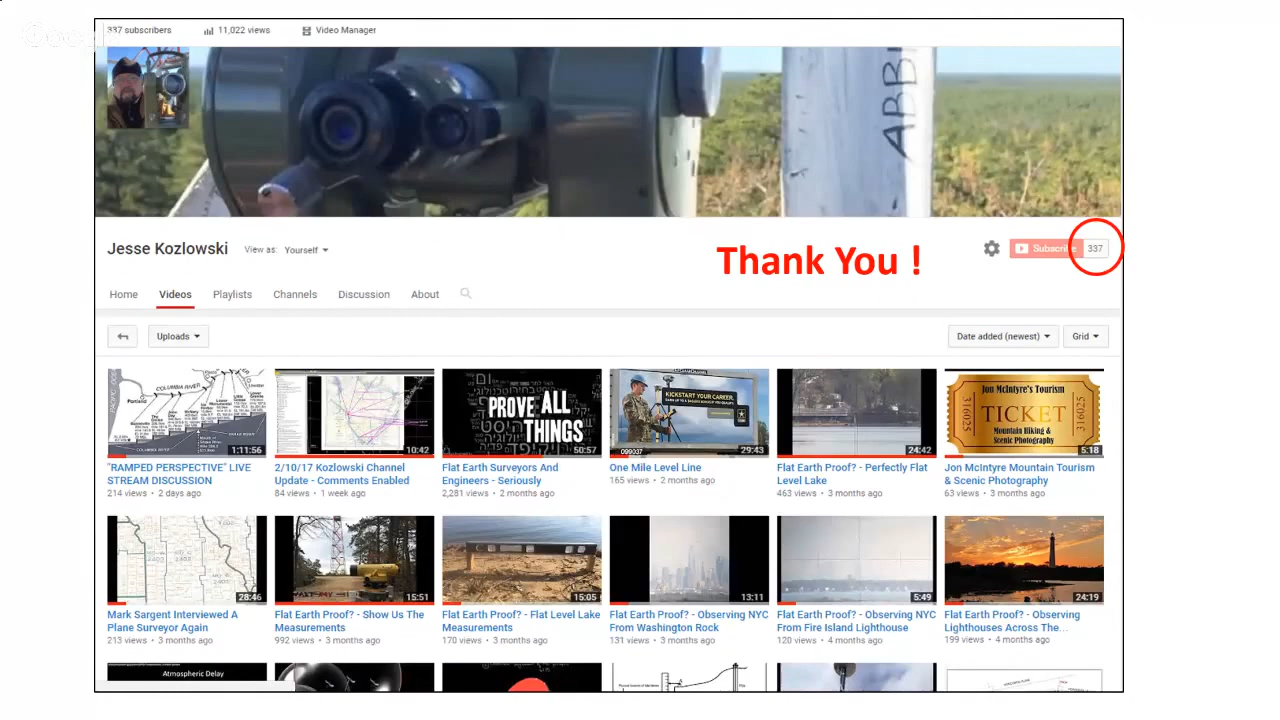 337 subscribers 11,022 views Video Manager
ABB
Jesse Kozlowski View as: Yourself
Thank You !
Subscribe 337
Home Videos Playlists Channels Discussion About
Uploads Date added (newest) Grid
COLUMBIA RIVER
Portland
1:11:56
10:42
PROVE ALL
THINGS
50:57
KICKSTART YOUR CAREER.
099037
29:43
24:42
Jon McIntyre's Tourism
316025 TICKET 316025
Mountain Hiking &
Scenic Photography
5:18
"RAMPED PERSPECTIVE" LIVE
STREAM DISCUSSION
214 views • 2 days ago
2/10/17 Kozlowski Channel
Update - Comments Enabled
84 views • 1 week ago
Flat Earth Surveyors And
Engineers - Seriously
2,281 views • 2 months ago
One Mile Level Line
165 views • 2 months ago
Flat Earth Proof? - Perfectly Flat
Level Lake
463 views • 3 months ago
Jon McIntyre Mountain Tourism
& Scenic Photography
63 views • 3 months ago
28:46
15:51
15:05
13:11
5:49
24:19
Mark Sargent Interviewed A
Plane Surveyor Again
213 views • 3 months ago
Flat Earth Proof? - Show Us The
Measurements
992 views • 3 months ago
Flat Earth Proof? - Flat Level Lake
Measurements
170 views • 3 months ago
Flat Earth Proof? - Observing NYC
From Washington Rock
131 views • 3 months ago
Flat Earth Proof? - Observing NYC
From Fire Island Lighthouse
120 views • 4 months ago
Flat Earth Proof? - Observing
Lighthouses Across The...
199 views • 4 months ago
Atmospheric Delay